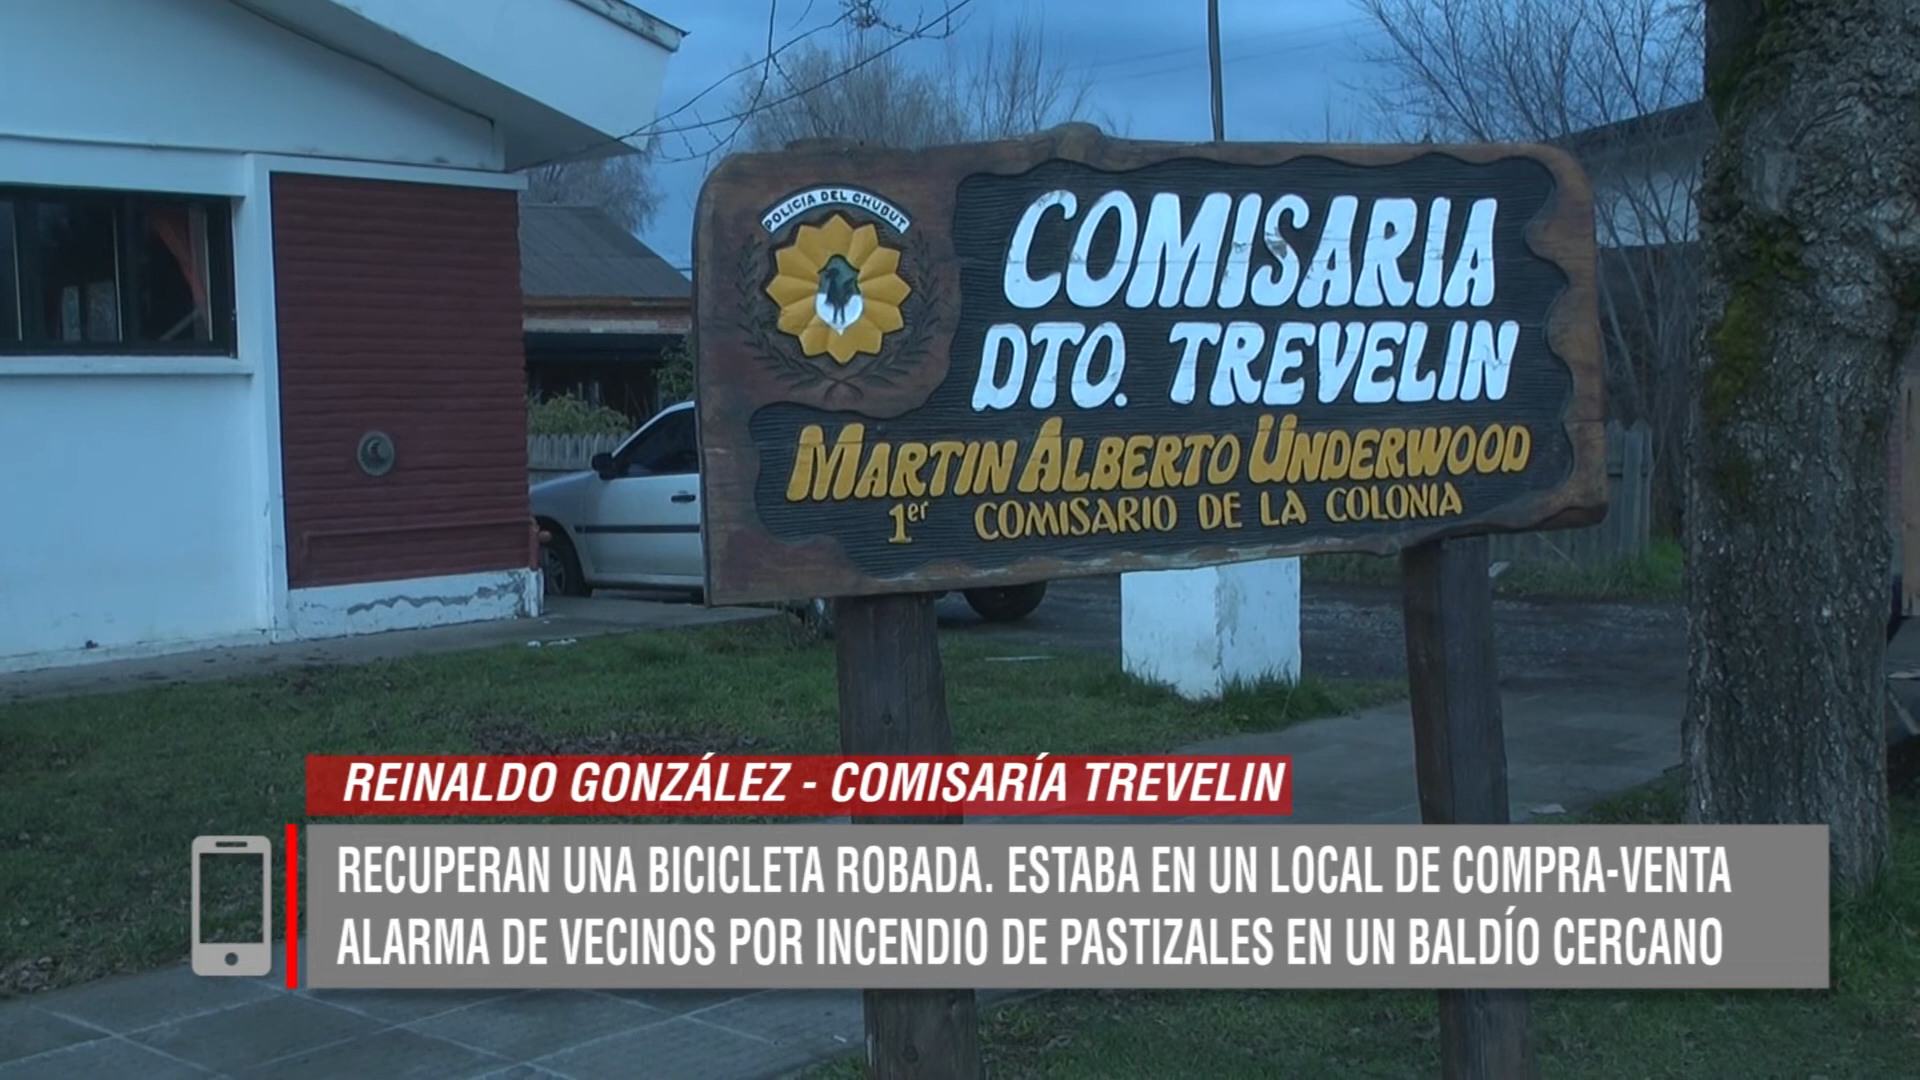 POLICIA DEL CHUBUT
COMISARIA
DTO. TREVELIN
MARTIN ALBERTO UNDERWOOD
1er COMISARIO DE LA COLONIA
REINALDO GONZÁLEZ - COMISARÍA TREVELIN
RECUPERAN UNA BICICLETA ROBADA. ESTABA EN UN LOCAL DE COMPRA-VENTA
ALARMA DE VECINOS POR INCENDIO DE PASTIZALES EN UN BALDÍO CERCANO